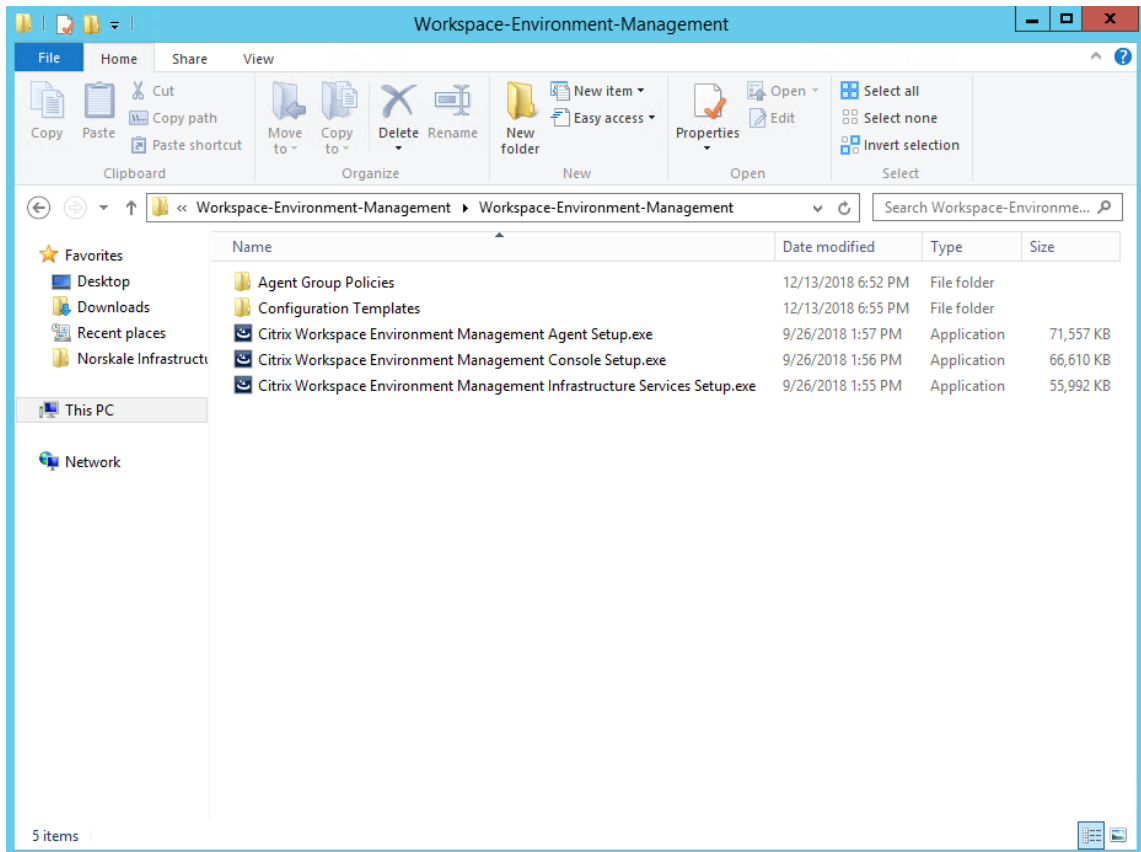 Workspace-Environment-Management
File Home Share View
Copy
Paste
Cut
Copy path
Paste shortcut
Clipboard
Move to
Copy to
Delete
Rename
Organize
New folder
New item
Easy access
New
Properties
Open
Edit
Open
Select all
Select none
Invert selection
Select
« Workspace-Environment-Management Workspace-Environment-Management
Search Workspace-Environme...
Favorites
Desktop
Downloads
Recent places
Norskale Infrastructu
This PC
Network
Name Date modified Type Size
Agent Group Policies 12/13/2018 6:52 PM File folder
Configuration Templates 12/13/2018 6:55 PM File folder
Citrix Workspace Environment Management Agent Setup.exe 9/26/2018 1:57 PM Application 71,557 KB
Citrix Workspace Environment Management Console Setup.exe 9/26/2018 1:56 PM Application 66,610 KB
Citrix Workspace Environment Management Infrastructure Services Setup.exe 9/26/2018 1:55 PM Application 55,992 KB
5 items